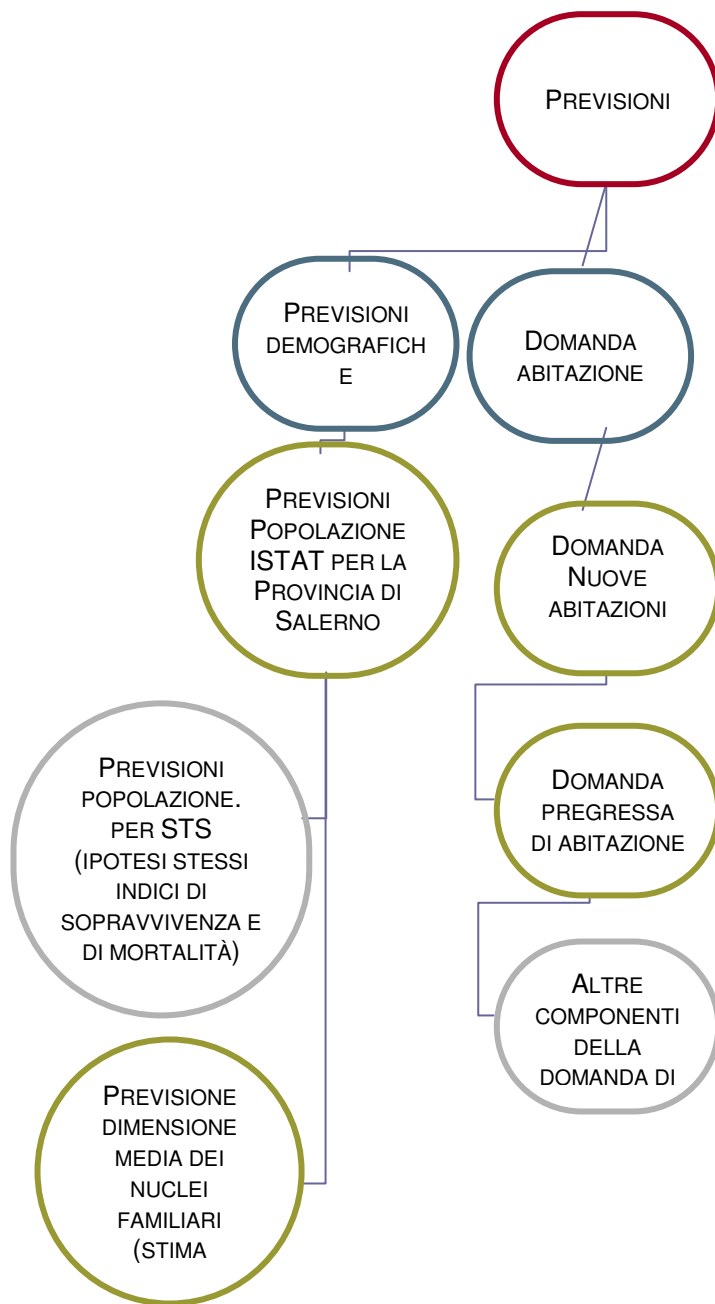 PREVISIONI
PREVISIONI
DEMOGRAFICH
E
DOMANDA
ABITAZIONE
PREVISIONI
POPOLAZIONE
ISTAT PER LA
PROVINCIA DI
SALERNO
DOMANDA
NUOVE
ABITAZIONI
PREVISIONI
POPOLAZIONE.
PER STS
(IPOTESI STESSI
INDICI DI
SOPRAVVIVENZA E
DI MORTALITÀ)
DOMANDA
PREGRESSA
DI ABITAZIONE
ALTRE
COMPONENTI
DELLA
DOMANDA DI
PREVISIONE
DIMENSIONE
MEDIA DEI
NUCLEI
FAMILIARI
(STIMA